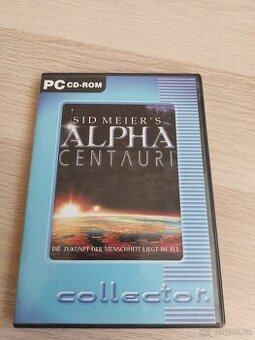 PC CD-ROM
SID MEIER'S
ALPHA
CENTAURI
DIE ZUKUNFT DER MENSCHHEIT LIEGT IM ALL
collector.